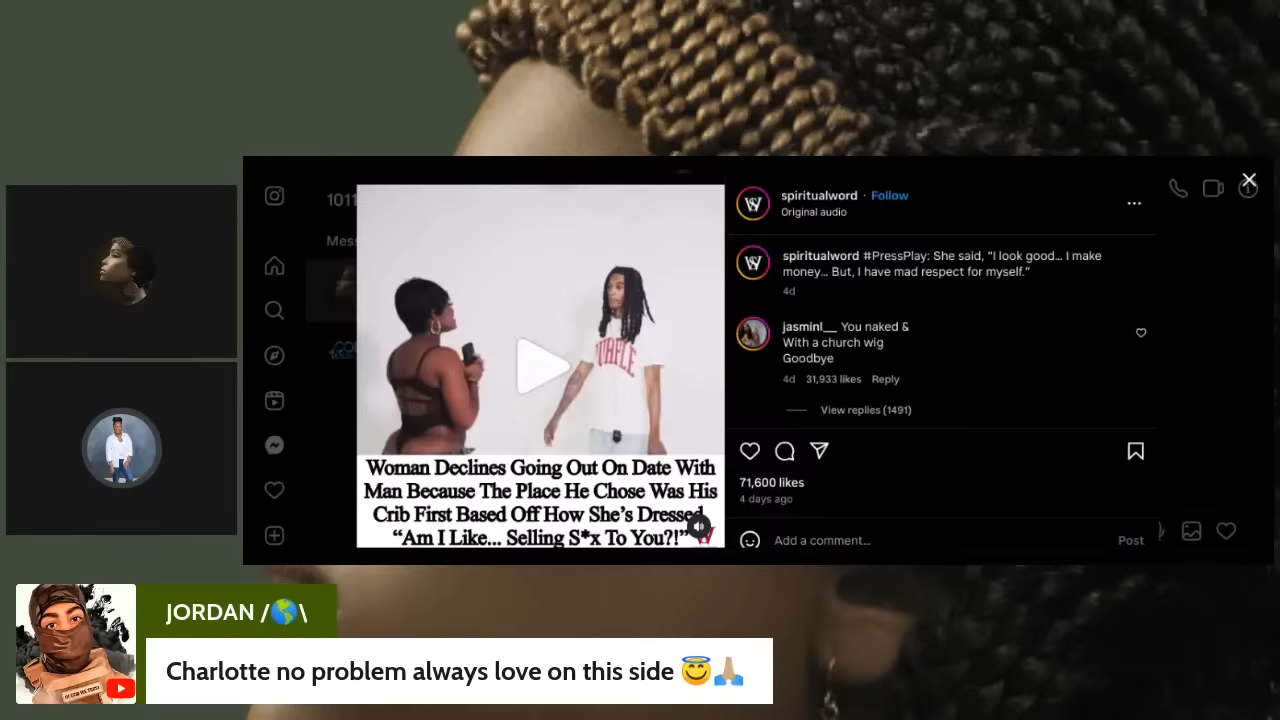 1011
Mess
spiritualword · Follow
Original audio
spiritualword #PressPlay: She said, “I look good... I make
money... But, I have mad respect for myself.”
4d
jasminl__ You naked &
With a church wig
Goodbye
4d 31,933 likes Reply
View replies (1491)
71,600 likes
4 days ago
Add a comment... Post
PURPLE
Woman Declines Going Out On Date With
Man Because The Place He Chose Was His
Crib First Based Off How She’s Dressed
“Am I Like... Selling S*x To You?!”
JORDAN /🌎\
Charlotte no problem always love on this side 😇🙏🏽